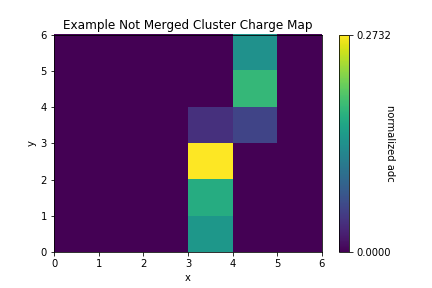 Example Not Merged Cluster Charge Map
6
5
4
3
2
1
0
y
0 1 2 3 4 5 6
x
0.2732
0.0000
normalized adc